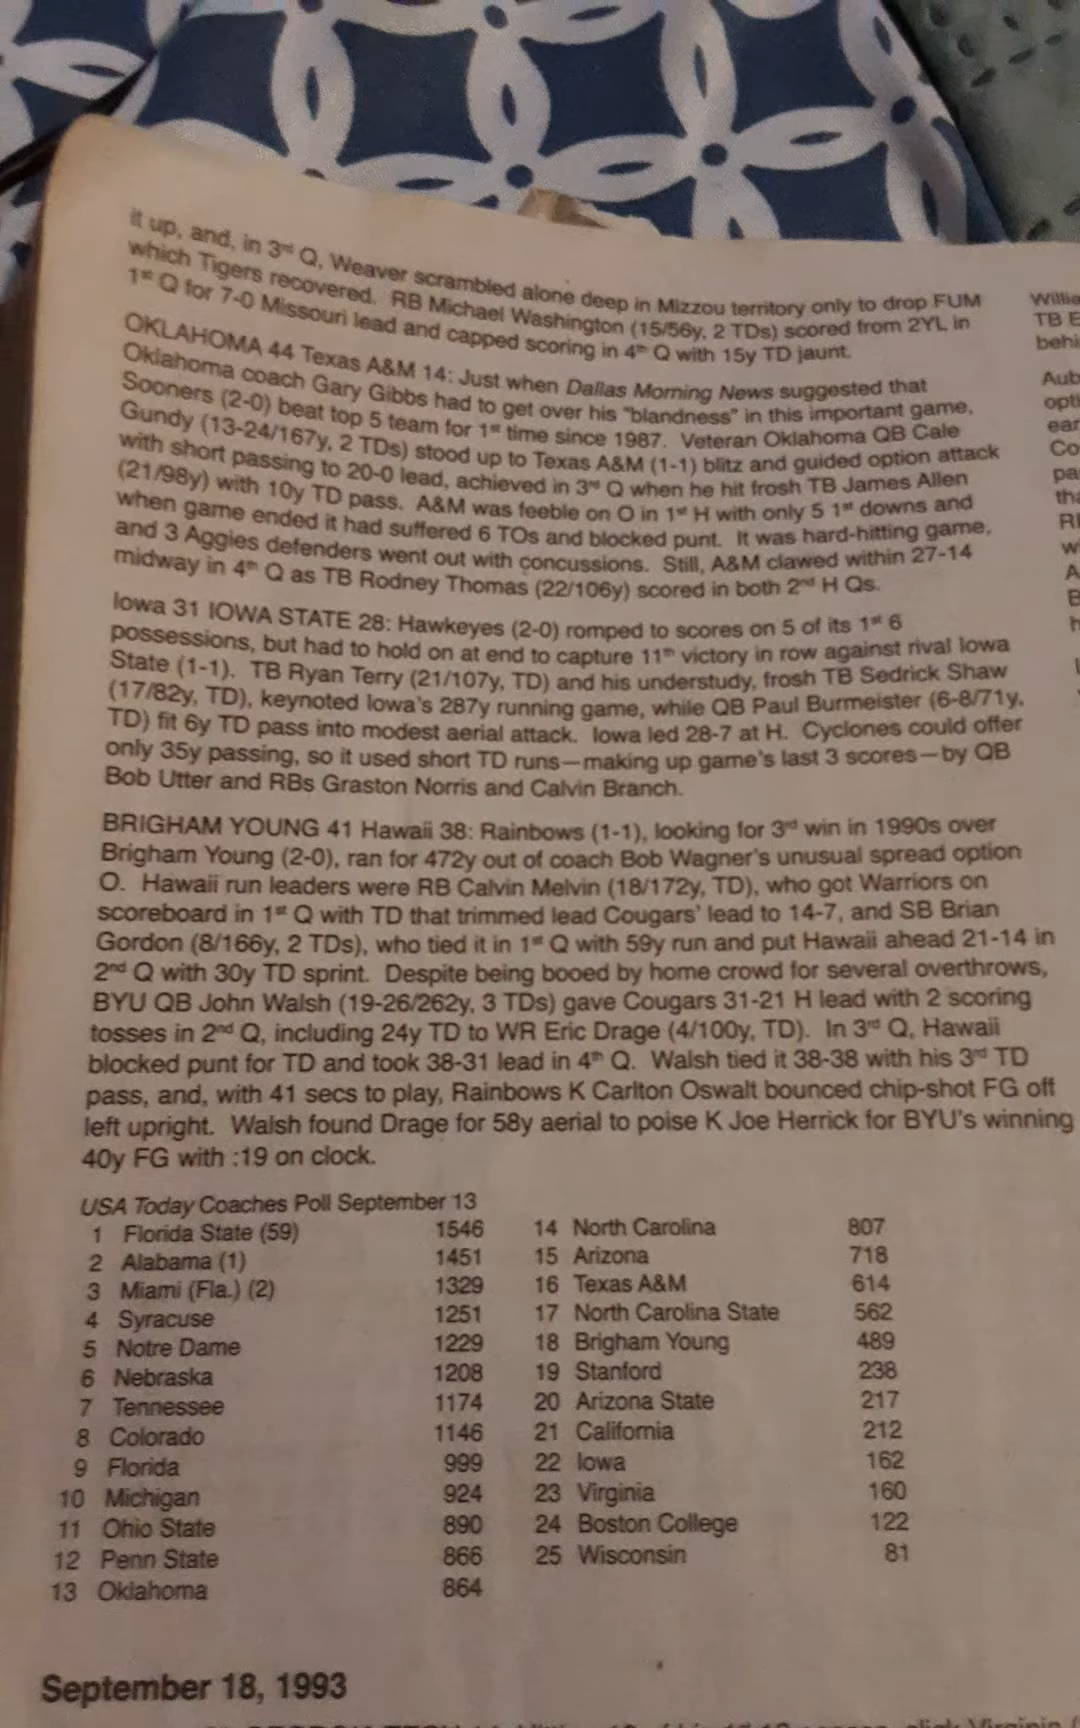 it up, and, in 3rd Q, Weaver scrambled alone deep in Mizzou territory only to drop FUM
which Tigers recovered. RB Michael Washington (15/56y, 2 TDs) scored from 2YL in
1st Q for 7-0 Missouri lead and capped scoring in 4th Q with 15y TD jaunt.
OKLAHOMA 44 Texas A&M 14: Just when Dallas Morning News suggested that
Oklahoma coach Gary Gibbs had to get over his "blandness" in this important game,
Sooners (2-0) beat top 5 team for 1st time since 1987. Veteran Oklahoma QB Cale
Gundy (13-24/167y, 2 TDs) stood up to Texas A&M (1-1) blitz and guided option attack
with short passing to 20-0 lead, achieved in 3rd Q when he hit frosh TB James Allen
(21/98y) with 10y TD pass. A&M was feeble on O in 1st H with only 5 1st downs and
when game ended it had suffered 6 TOs and blocked punt. It was hard-hitting game,
and 3 Aggies defenders went out with concussions. Still, A&M clawed within 27-14
midway in 4th Q as TB Rodney Thomas (22/106y) scored in both 2nd H Qs.
Iowa 31 IOWA STATE 28: Hawkeyes (2-0) romped to scores on 5 of its 1st 6
possessions, but had to hold on at end to capture 11th victory in row against rival Iowa
State (1-1). TB Ryan Terry (21/107y, TD) and his understudy, frosh TB Sedrick Shaw
(17/82y, TD), keynoted Iowa's 287y running game, while QB Paul Burmeister (6-8/71y,
TD) fit 6y TD pass into modest aerial attack. Iowa led 28-7 at H. Cyclones could offer
only 35y passing, so it used short TD runs—making up game's last 3 scores—by QB
Bob Utter and RBs Graston Norris and Calvin Branch.
BRIGHAM YOUNG 41 Hawaii 38: Rainbows (1-1), looking for 3rd win in 1990s over
Brigham Young (2-0), ran for 472y out of coach Bob Wagner's unusual spread option
O. Hawaii run leaders were RB Calvin Melvin (18/172y, TD), who got Warriors on
scoreboard in 1st Q with TD that trimmed lead Cougars' lead to 14-7, and SB Brian
Gordon (8/166y, 2 TDs), who tied it in 1st Q with 59y run and put Hawaii ahead 21-14 in
2nd Q with 30y TD sprint. Despite being booed by home crowd for several overthrows,
BYU QB John Walsh (19-26/262y, 3 TDs) gave Cougars 31-21 H lead with 2 scoring
tosses in 2nd Q, including 24y TD to WR Eric Drage (4/100y, TD). In 3rd Q, Hawaii
blocked punt for TD and took 38-31 lead in 4th Q. Walsh tied it 38-38 with his 3rd TD
pass, and, with 41 secs to play, Rainbows K Carlton Oswalt bounced chip-shot FG off
left upright. Walsh found Drage for 58y aerial to poise K Joe Herrick for BYU's winning
40y FG with :19 on clock.
USA Today Coaches Poll September 13
1 Florida State (59) 1546
2 Alabama (1) 1451
3 Miami (Fla.) (2) 1329
4 Syracuse 1251
5 Notre Dame 1229
6 Nebraska 1208
7 Tennessee 1174
8 Colorado 1146
9 Florida 999
10 Michigan 924
11 Ohio State 890
12 Penn State 866
13 Oklahoma 864
14 North Carolina 807
15 Arizona 718
16 Texas A&M 614
17 North Carolina State 562
18 Brigham Young 489
19 Stanford 238
20 Arizona State 217
21 California 212
22 Iowa 162
23 Virginia 160
24 Boston College 122
25 Wisconsin 81
September 18, 1993
TB
behi
Aub
opti
ear
Co
pa